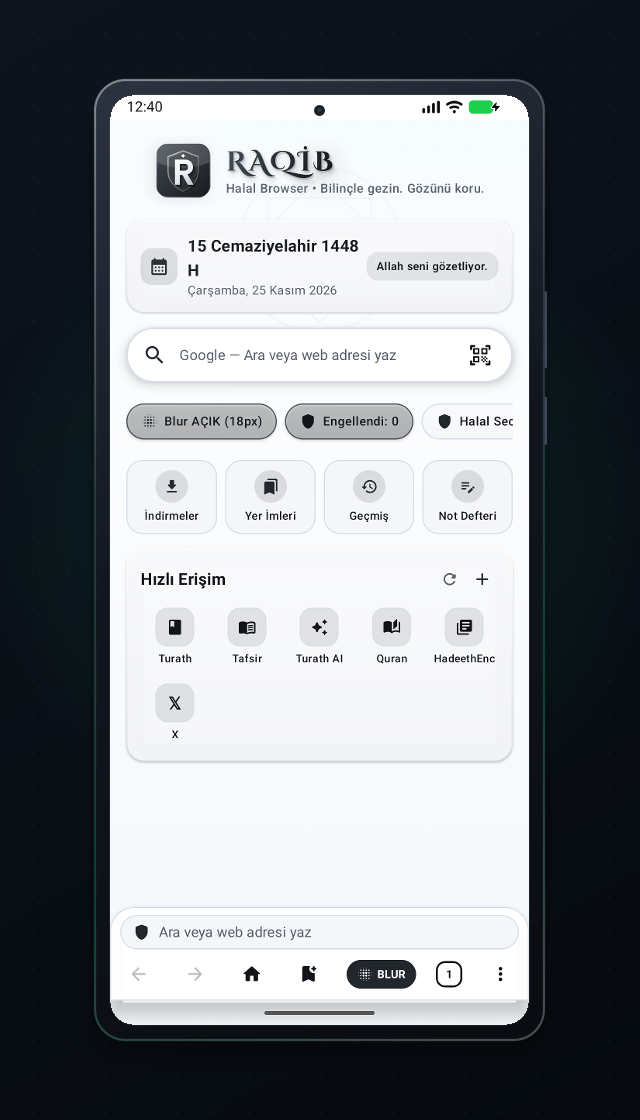 12:40
RAQİB
Halal Browser • Bilinçle gezin. Gözünü koru.
15 Cemaziyelahir 1448
H
Çarşamba, 25 Kasım 2026
Allah seni gözetliyor.
Google — Ara veya web adresi yaz
Blur AÇIK (18px)
Engellendi: 0
Halal Sec
İndirmeler
Yer İmleri
Geçmiş
Not Defteri
Hızlı Erişim
Turath
Tafsir
Turath AI
Quran
HadeethEnc
X
Ara veya web adresi yaz
BLUR
1